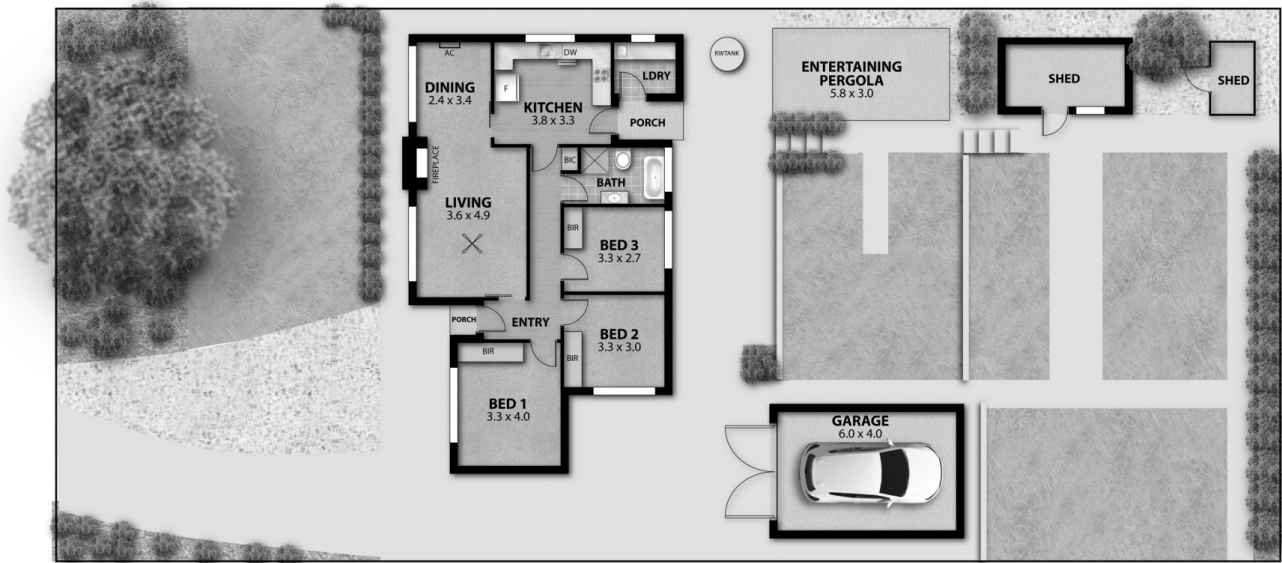 AC
DINING
2.4 x 3.4
DW
F
KITCHEN
3.8 x 3.3
LDRY
PORCH
FIREPLACE
LIVING
3.6 x 4.9
BIC
BATH
BIR
BED 3
3.3 x 2.7
PORCH
ENTRY
BIR
BED 2
3.3 x 3.0
BIR
BED 1
3.3 x 4.0
RWTANK
ENTERTAINING
PERGOLA
5.8 x 3.0
SHED
SHED
GARAGE
6.0 x 4.0